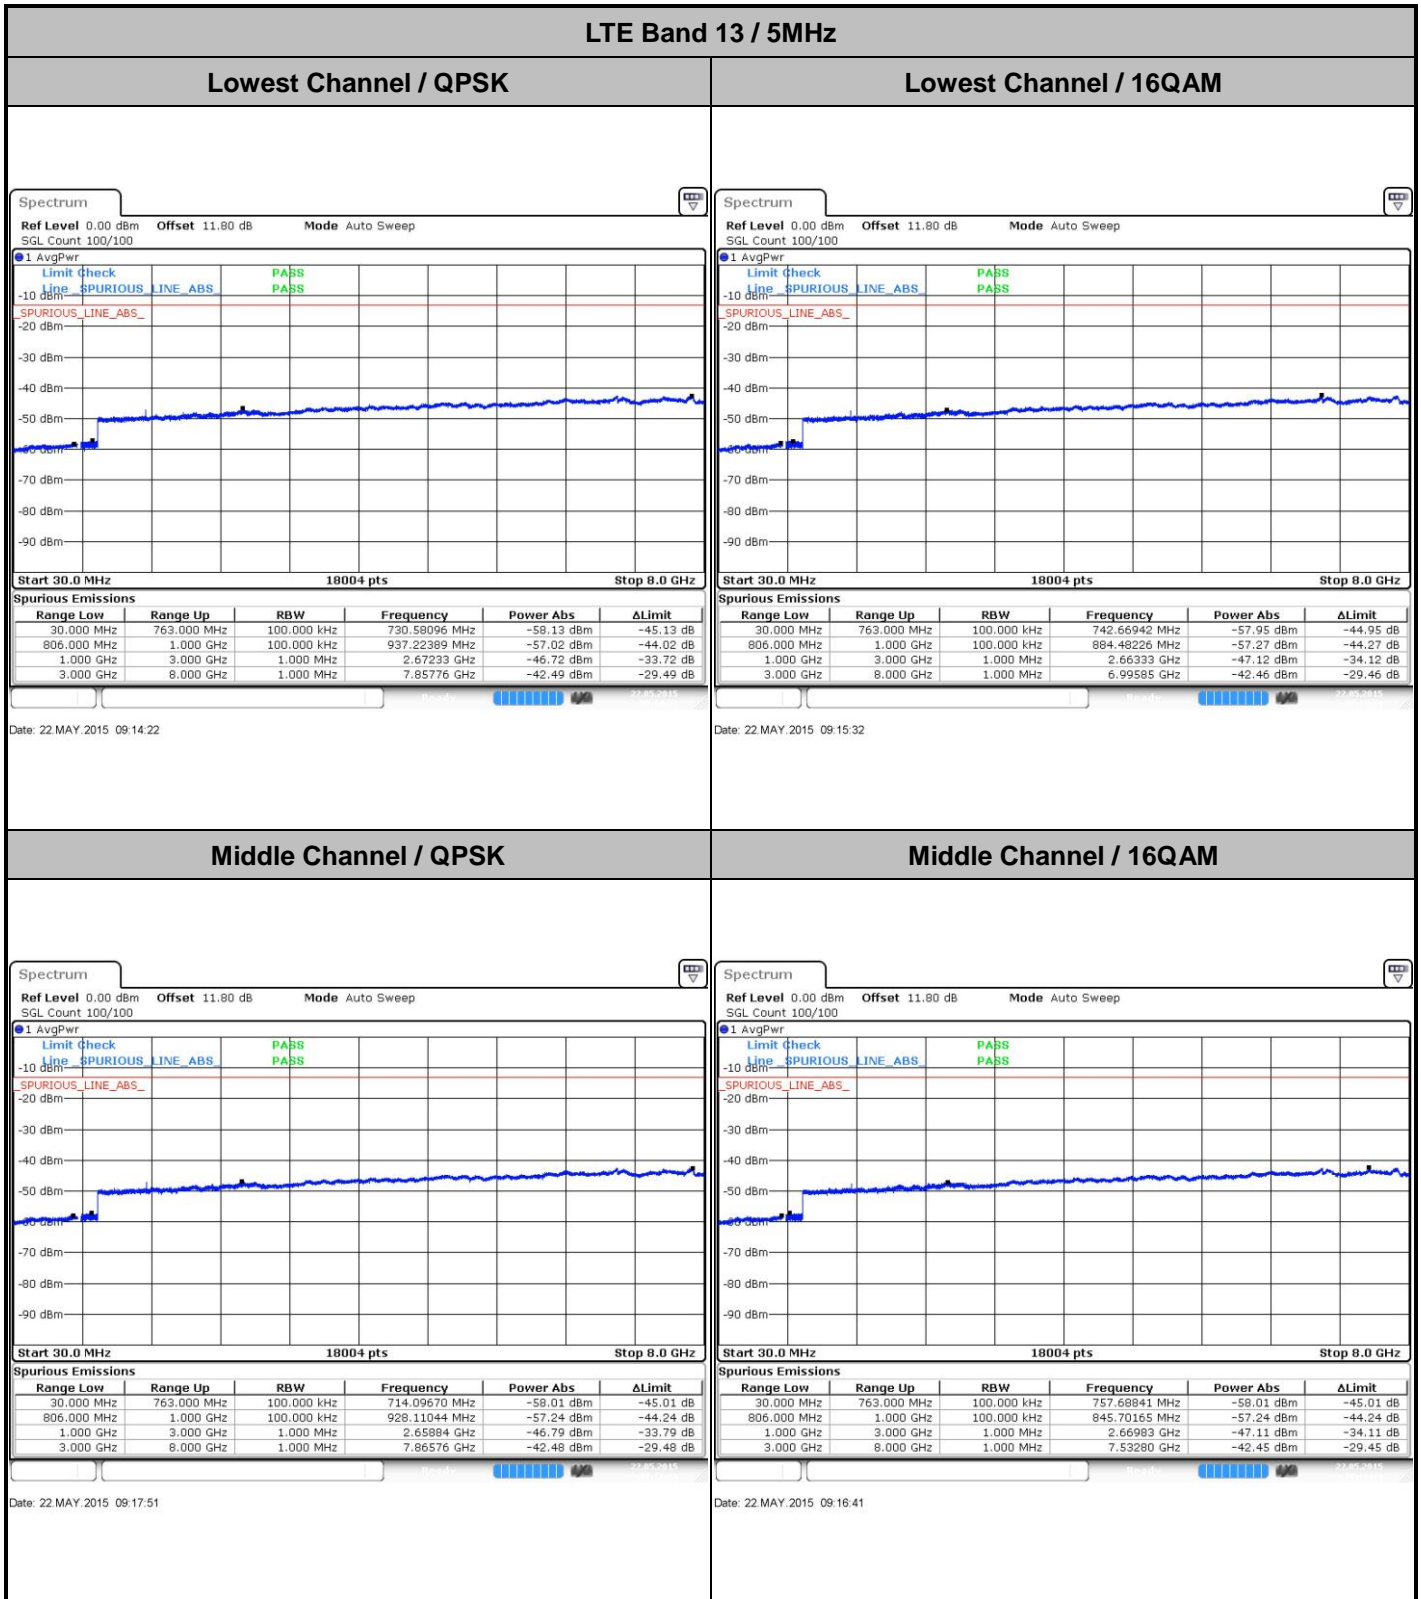 LTE Band 13 / 5MHz
Lowest Channel / QPSK
Lowest Channel / 16QAM
Spectrum
Ref Level 0.00 dBm Offset 11.80 dB Mode Auto Sweep
SGL Count 100/100
1 AvgPwr
Limit Check PASS
Line _SPURIOUS_LINE_ABS_ PASS
-10 dBm
_SPURIOUS_LINE_ABS_
-20 dBm
-30 dBm
-40 dBm
-50 dBm
-60 dBm
-70 dBm
-80 dBm
-90 dBm
Start 30.0 MHz 18004 pts Stop 8.0 GHz
Spurious Emissions
Range Low Range Up RBW Frequency Power Abs ΔLimit
30.000 MHz 763.000 MHz 100.000 kHz 730.58096 MHz -58.13 dBm -45.13 dB
806.000 MHz 1.000 GHz 100.000 kHz 937.22389 MHz -57.02 dBm -44.02 dB
1.000 GHz 3.000 GHz 1.000 MHz 2.67233 GHz -46.72 dBm -33.72 dB
3.000 GHz 8.000 GHz 1.000 MHz 7.85776 GHz -42.49 dBm -29.49 dB
22.05.2015
Date: 22.MAY.2015 09:14:22
Spectrum
Ref Level 0.00 dBm Offset 11.80 dB Mode Auto Sweep
SGL Count 100/100
1 AvgPwr
Limit Check PASS
Line _SPURIOUS_LINE_ABS_ PASS
-10 dBm
_SPURIOUS_LINE_ABS_
-20 dBm
-30 dBm
-40 dBm
-50 dBm
-60 dBm
-70 dBm
-80 dBm
-90 dBm
Start 30.0 MHz 18004 pts Stop 8.0 GHz
Spurious Emissions
Range Low Range Up RBW Frequency Power Abs ΔLimit
30.000 MHz 763.000 MHz 100.000 kHz 742.66942 MHz -57.95 dBm -44.95 dB
806.000 MHz 1.000 GHz 100.000 kHz 884.48226 MHz -57.27 dBm -44.27 dB
1.000 GHz 3.000 GHz 1.000 MHz 2.66333 GHz -47.12 dBm -34.12 dB
3.000 GHz 8.000 GHz 1.000 MHz 6.99585 GHz -42.46 dBm -29.46 dB
22.05.2015
Date: 22.MAY.2015 09:15:32
Middle Channel / QPSK
Middle Channel / 16QAM
Spectrum
Ref Level 0.00 dBm Offset 11.80 dB Mode Auto Sweep
SGL Count 100/100
1 AvgPwr
Limit Check PASS
Line _SPURIOUS_LINE_ABS_ PASS
-10 dBm
_SPURIOUS_LINE_ABS_
-20 dBm
-30 dBm
-40 dBm
-50 dBm
-60 dBm
-70 dBm
-80 dBm
-90 dBm
Start 30.0 MHz 18004 pts Stop 8.0 GHz
Spurious Emissions
Range Low Range Up RBW Frequency Power Abs ΔLimit
30.000 MHz 763.000 MHz 100.000 kHz 714.09670 MHz -58.01 dBm -45.01 dB
806.000 MHz 1.000 GHz 100.000 kHz 928.11044 MHz -57.24 dBm -44.24 dB
1.000 GHz 3.000 GHz 1.000 MHz 2.65884 GHz -46.79 dBm -33.79 dB
3.000 GHz 8.000 GHz 1.000 MHz 7.86576 GHz -42.48 dBm -29.48 dB
22.05.2015
Date: 22.MAY.2015 09:17:51
Spectrum
Ref Level 0.00 dBm Offset 11.80 dB Mode Auto Sweep
SGL Count 100/100
1 AvgPwr
Limit Check PASS
Line _SPURIOUS_LINE_ABS_ PASS
-10 dBm
_SPURIOUS_LINE_ABS_
-20 dBm
-30 dBm
-40 dBm
-50 dBm
-60 dBm
-70 dBm
-80 dBm
-90 dBm
Start 30.0 MHz 18004 pts Stop 8.0 GHz
Spurious Emissions
Range Low Range Up RBW Frequency Power Abs ΔLimit
30.000 MHz 763.000 MHz 100.000 kHz 757.68841 MHz -58.01 dBm -45.01 dB
806.000 MHz 1.000 GHz 100.000 kHz 845.70165 MHz -57.24 dBm -44.24 dB
1.000 GHz 3.000 GHz 1.000 MHz 2.66983 GHz -47.11 dBm -34.11 dB
3.000 GHz 8.000 GHz 1.000 MHz 7.53280 GHz -42.45 dBm -29.45 dB
22.05.2015
Date: 22.MAY.2015 09:16:41